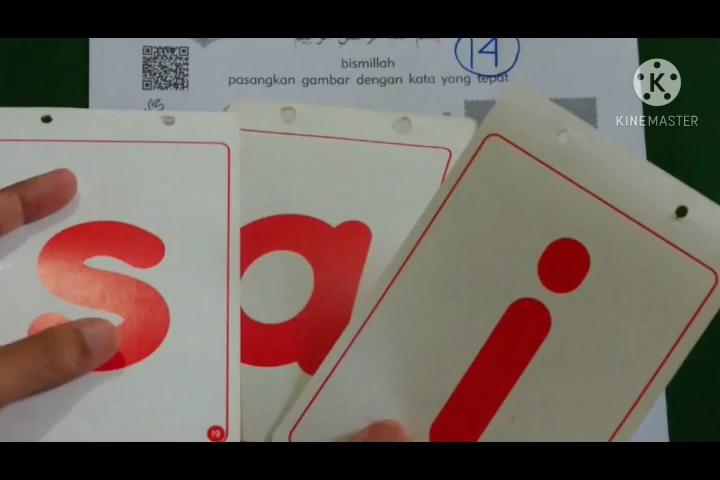 14
bismillah
pasangkan gambar dengan kata yang tepat
K
KINEMASTER
s
a
i
19